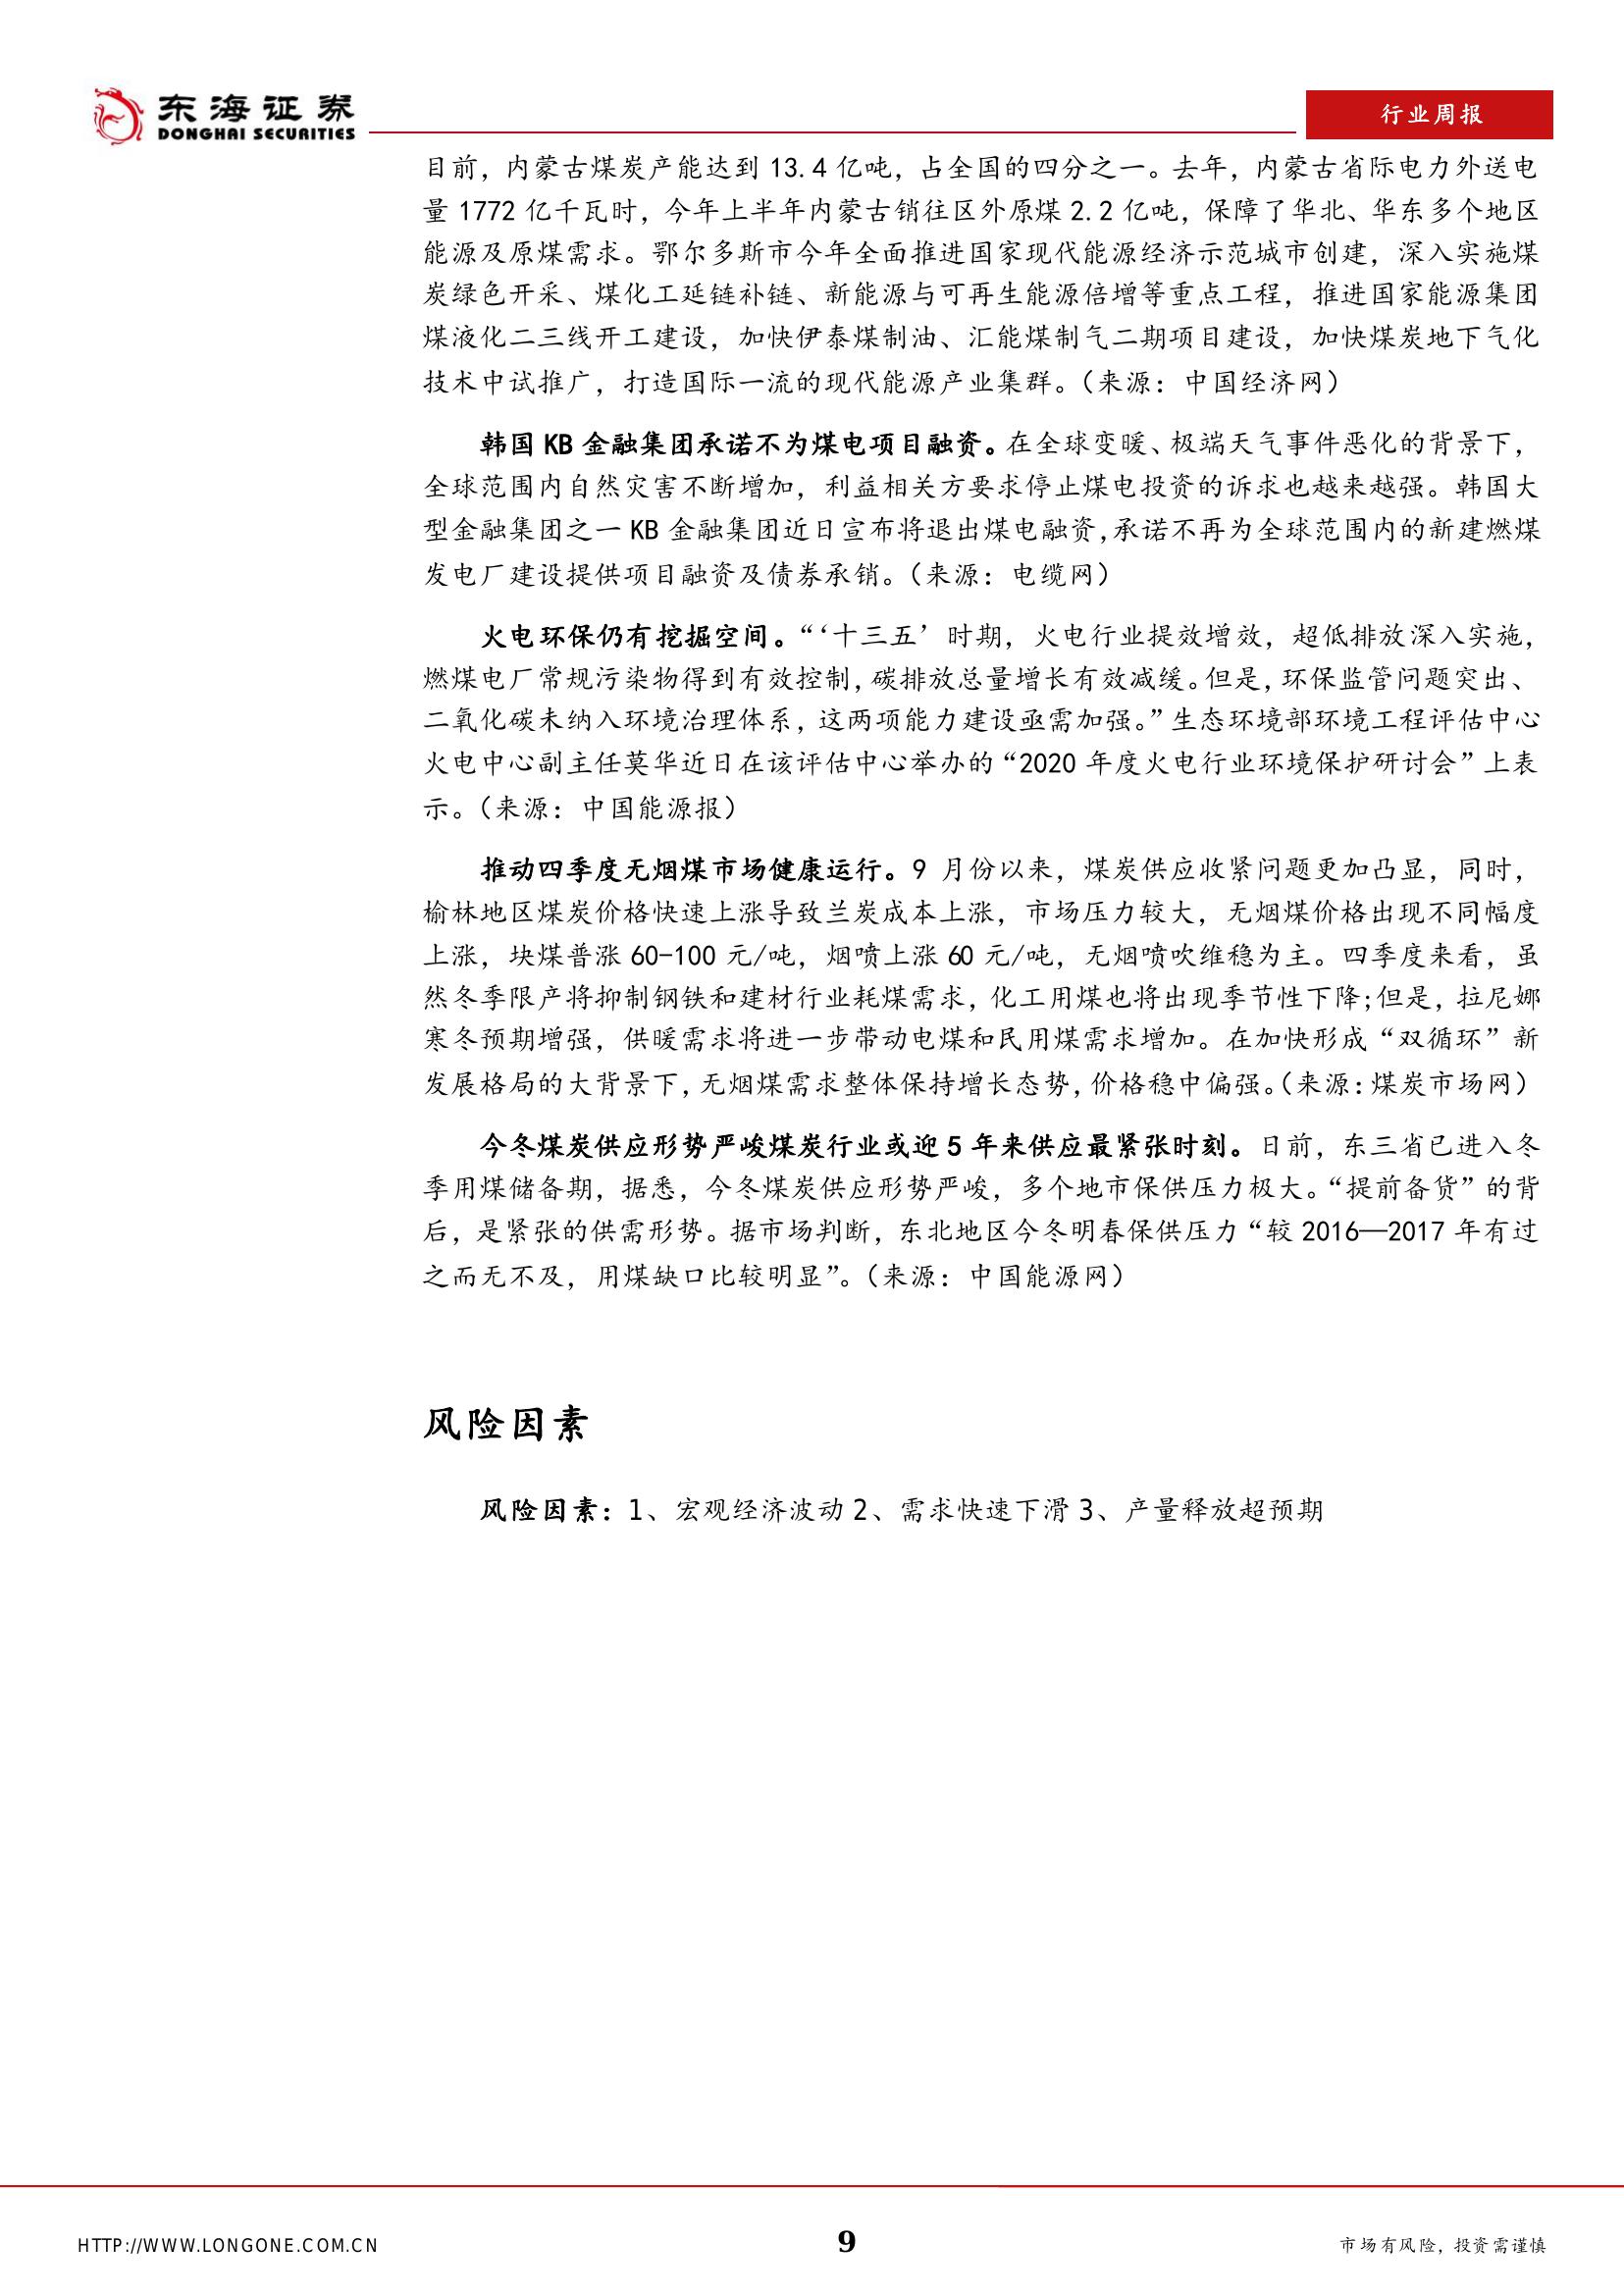 东海证券
DONGHAI SECURITIES
行业周报
目前，内蒙古煤炭产能达到 13.4 亿吨，占全国的四分之一。去年，内蒙古省际电力外送电
量 1772 亿千瓦时，今年上半年内蒙古销往区外原煤 2.2 亿吨，保障了华北、华东多个地区
能源及原煤需求。鄂尔多斯市今年全面推进国家现代能源经济示范城市创建，深入实施煤
炭绿色开采、煤化工延链补链、新能源与可再生能源倍增等重点工程，推进国家能源集团
煤液化二三线开工建设，加快伊泰煤制油、汇能煤制气二期项目建设，加快煤炭地下气化
技术中试推广，打造国际一流的现代能源产业集群。（来源：中国经济网）
韩国 KB 金融集团承诺不为煤电项目融资。在全球变暖、极端天气事件恶化的背景下，
全球范围内自然灾害不断增加，利益相关方要求停止煤电投资的诉求也越来越强。韩国大
型金融集团之一 KB 金融集团近日宣布将退出煤电融资,承诺不再为全球范围内的新建燃煤
发电厂建设提供项目融资及债券承销。（来源：电缆网）
火电环保仍有挖掘空间。“‘十三五’时期，火电行业提效增效，超低排放深入实施，
燃煤电厂常规污染物得到有效控制，碳排放总量增长有效减缓。但是，环保监管问题突出、
二氧化碳未纳入环境治理体系，这两项能力建设亟需加强。”生态环境部环境工程评估中心
火电中心副主任莫华近日在该评估中心举办的“2020 年度火电行业环境保护研讨会”上表
示。（来源：中国能源报）
推动四季度无烟煤市场健康运行。9 月份以来，煤炭供应收紧问题更加凸显，同时，
榆林地区煤炭价格快速上涨导致兰炭成本上涨，市场压力较大，无烟煤价格出现不同幅度
上涨，块煤普涨 60-100 元/吨，烟喷上涨 60 元/吨，无烟喷吹维稳为主。四季度来看，虽
然冬季限产将抑制钢铁和建材行业耗煤需求，化工用煤也将出现季节性下降;但是，拉尼娜
寒冬预期增强，供暖需求将进一步带动电煤和民用煤需求增加。在加快形成“双循环”新
发展格局的大背景下，无烟煤需求整体保持增长态势，价格稳中偏强。（来源：煤炭市场网）
今冬煤炭供应形势严峻煤炭行业或迎 5 年来供应最紧张时刻。日前，东三省已进入冬
季用煤储备期，据悉，今冬煤炭供应形势严峻，多个地市保供压力极大。“提前备货”的背
后，是紧张的供需形势。据市场判断，东北地区今冬明春保供压力“较 2016—2017 年有过
之而无不及，用煤缺口比较明显”。（来源：中国能源网）
风险因素
风险因素：1、宏观经济波动 2、需求快速下滑 3、产量释放超预期
HTTP://WWW.LONGONE.COM.CN
9
市场有风险，投资需谨慎